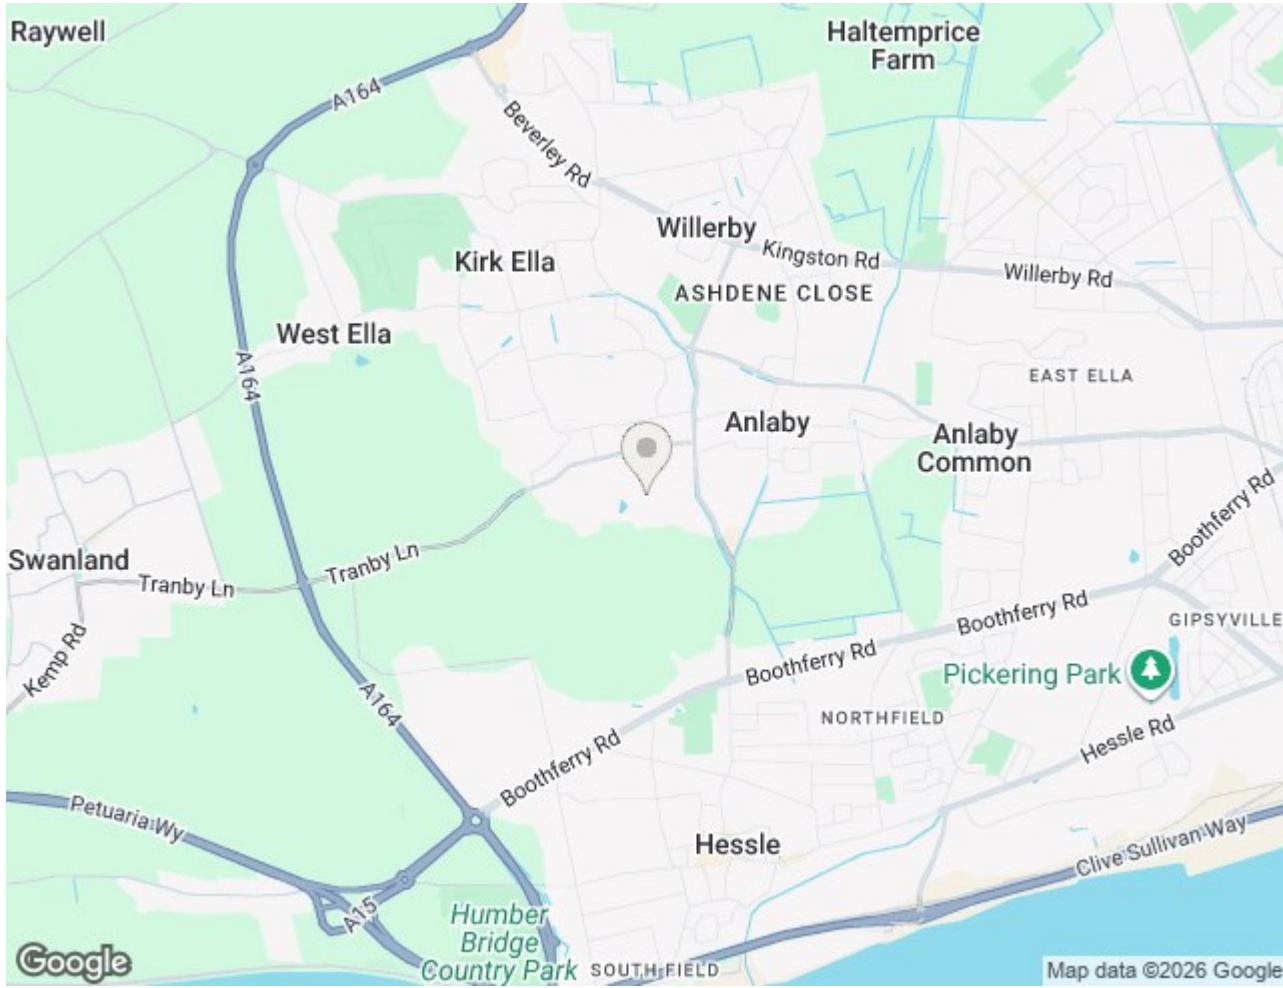 Raywell
Haltemprice
Farm
A164
Beverley Rd
Willerby
Kingston Rd
Kirk Ella
Willerby Rd
ASHDENE CLOSE
West Ella
A164
EAST ELLA
Anlaby
Anlaby
Common
Boothferry Rd
Swanland
Tranby Ln
Tranby Ln
Boothferry Rd
GIPSYVILLE
Kemp Rd
Boothferry Rd
Pickering Park
A164
NORTHFIELD
Hessle Rd
Boothferry Rd
Petuaria Wy
Hessle
Clive Sullivan Way
A15
Humber
Bridge
Country Park
SOUTH FIELD
Google
Map data ©2026 Google